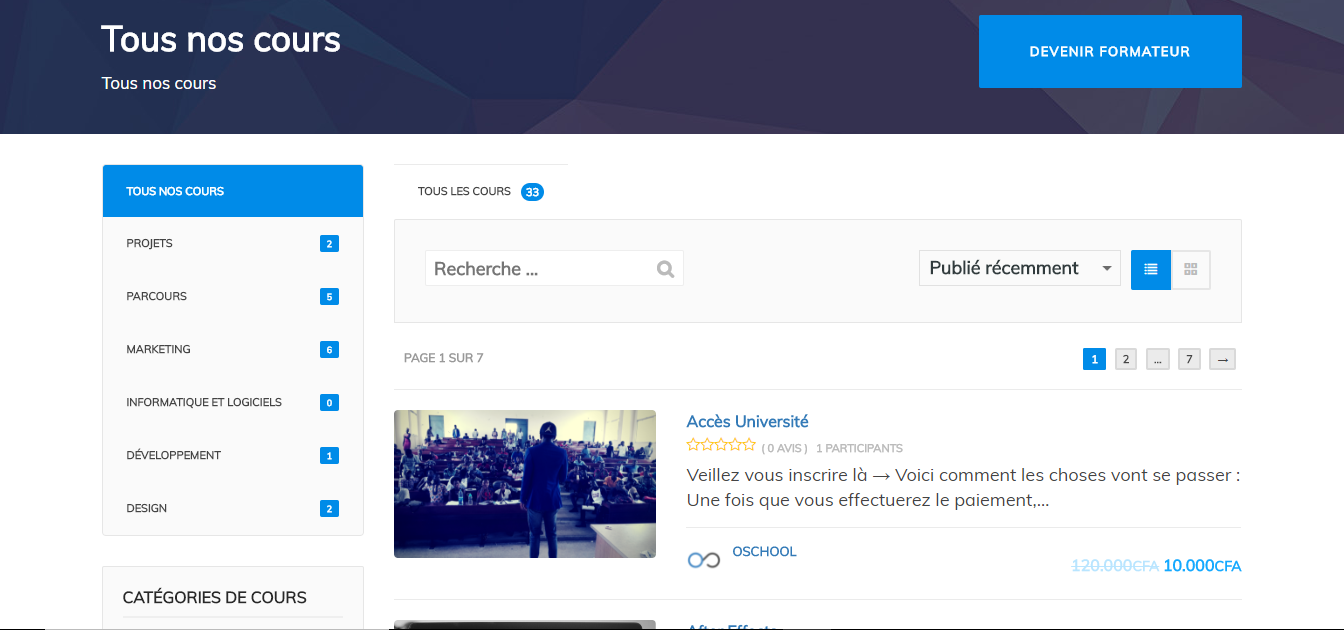 Tous nos cours
Tous nos cours
DEVENIR FORMATEUR
TOUS NOS COURS
PROJETS 2
PARCOURS 5
MARKETING 6
INFORMATIQUE ET LOGICIELS 0
DÉVELOPPEMENT 1
DESIGN 2
CATÉGORIES DE COURS
TOUS LES COURS 33
Recherche ...
Publié récemment
PAGE 1 SUR 7
1 2 ... 7 →
Accès Université
( 0 AVIS ) 1 PARTICIPANTS
Veillez vous inscrire là → Voici comment les choses vont se passer :
Une fois que vous effectuerez le paiement,...
OSCHOOL
120.000CFA 10.000CFA